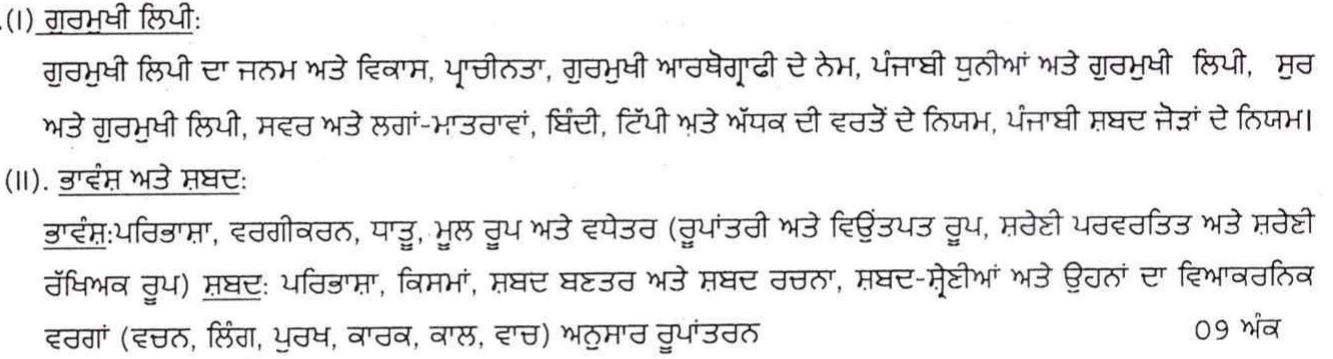 .(I) ਗੁਰਮੁਖੀ ਲਿਪੀ:
ਗੁਰਮੁਖੀ ਲਿਪੀ ਦਾ ਜਨਮ ਅਤੇ ਵਿਕਾਸ, ਪ੍ਰਾਚੀਨਤਾ, ਗੁਰਮੁਖੀ ਆਰਥੋਗ੍ਰਾਫੀ ਦੇ ਨੇਮ, ਪੰਜਾਬੀ ਧੁਨੀਆਂ ਅਤੇ ਗੁਰਮੁਖੀ ਲਿਪੀ, ਸੁਰ
ਅਤੇ ਗੁਰਮੁਖੀ ਲਿਪੀ, ਸਵਰ ਅਤੇ ਲਗਾਂ-ਮਾਤਰਾਵਾਂ, ਬਿੰਦੀ, ਟਿੱਪੀ ਅਤੇ ਅੱਧਕ ਦੀ ਵਰਤੋਂ ਦੇ ਨਿਯਮ, ਪੰਜਾਬੀ ਸ਼ਬਦ ਜੋੜਾਂ ਦੇ ਨਿਯਮ।
(II). ਭਾਵੰਸ਼ ਅਤੇ ਸ਼ਬਦ:
ਭਾਵੰਸ਼:ਪਰਿਭਾਸ਼ਾ, ਵਰਗੀਕਰਨ, ਧਾਤੂ, ਮੂਲ ਰੂਪ ਅਤੇ ਵਧੇਤਰ (ਰੂਪਾਂਤਰੀ ਅਤੇ ਵਿਉਂਤਪਤ ਰੂਪ, ਸ਼ਰੇਣੀ ਪਰਵਰਤਿਤ ਅਤੇ ਸ਼ਰੇਣੀ
ਰੱਖਿਅਕ ਰੂਪ) ਸ਼ਬਦ: ਪਰਿਭਾਸ਼ਾ, ਕਿਸਮਾਂ, ਸ਼ਬਦ ਬਣਤਰ ਅਤੇ ਸ਼ਬਦ ਰਚਨਾ, ਸ਼ਬਦ-ਸ਼੍ਰੇਣੀਆਂ ਅਤੇ ਉਹਨਾਂ ਦਾ ਵਿਆਕਰਨਿਕ
ਵਰਗਾਂ (ਵਚਨ, ਲਿੰਗ, ਪੁਰਖ, ਕਾਰਕ, ਕਾਲ, ਵਾਚ) ਅਨੁਸਾਰ ਰੂਪਾਂਤਰਨ 09 ਅੰਕ